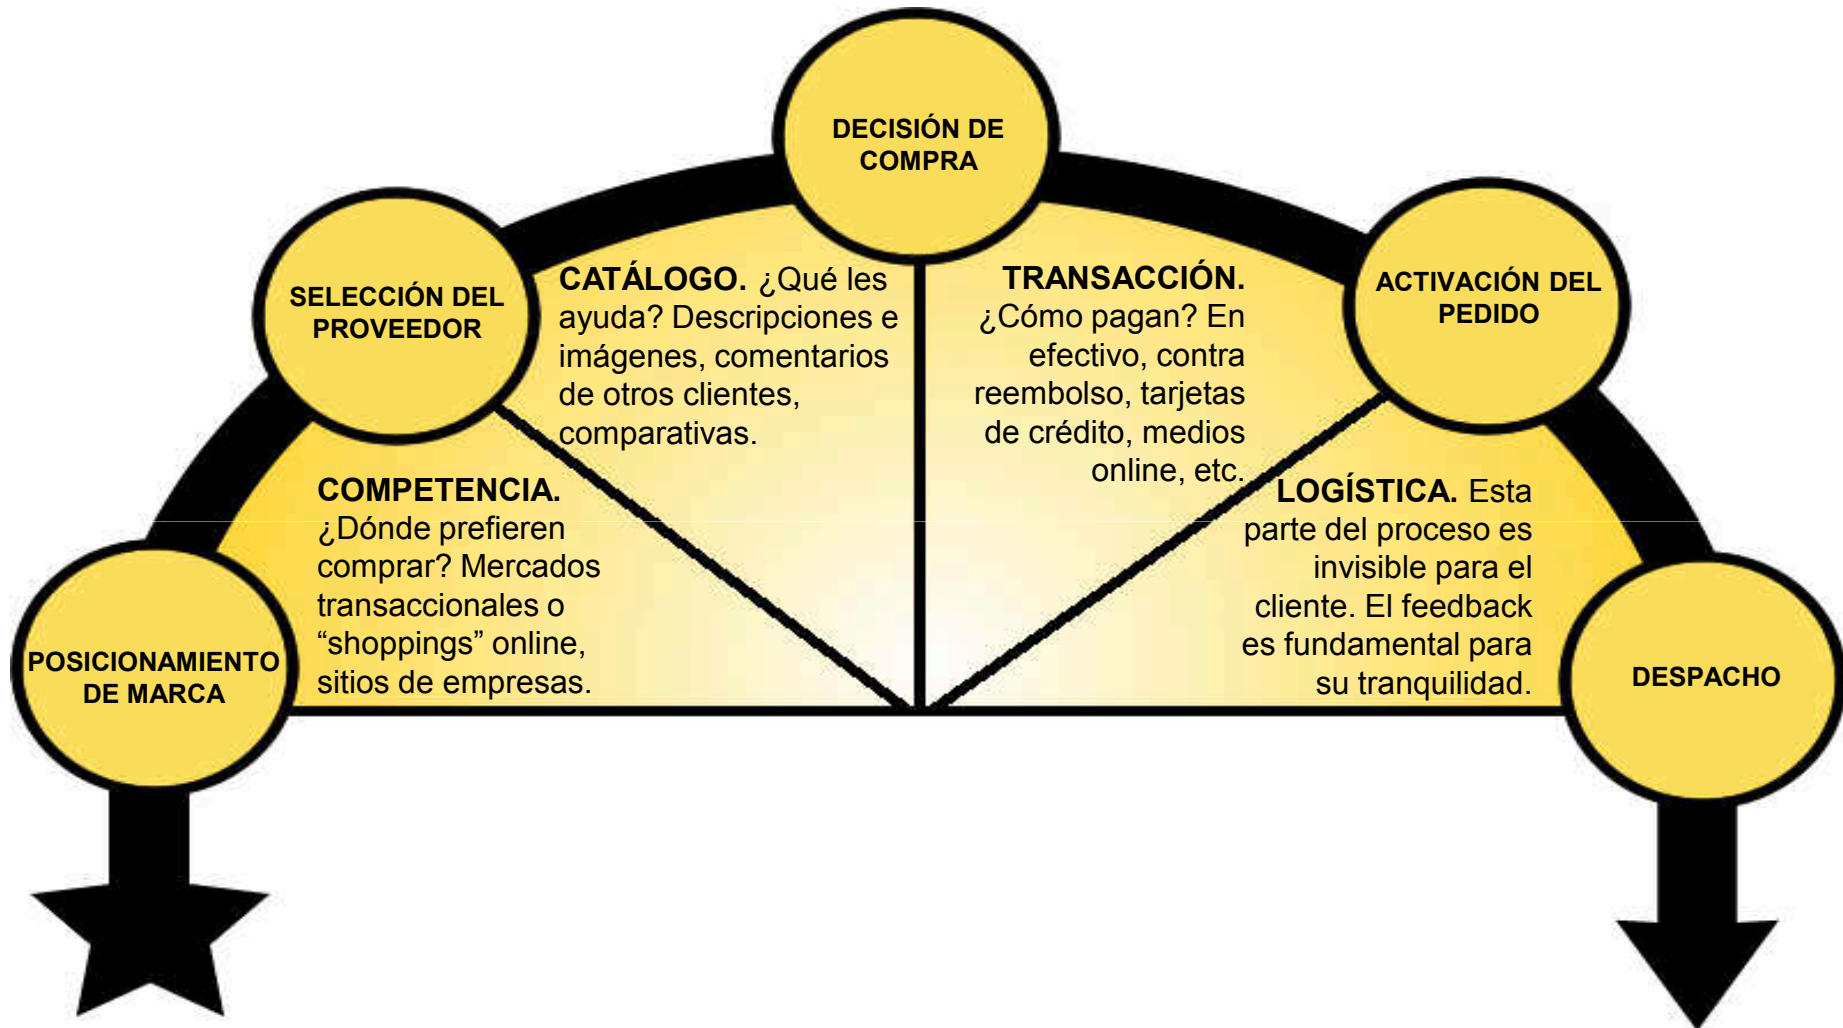 DECISIÓN DE
COMPRA
SELECCIÓN DEL
PROVEEDOR
CATÁLOGO. ¿Qué les
ayuda? Descripciones e
imágenes, comentarios
de otros clientes,
comparativas.
TRANSACCIÓN.
¿Cómo pagan? En
efectivo, contra
reembolso, tarjetas
de crédito, medios
online, etc.
ACTIVACIÓN DEL
PEDIDO
COMPETENCIA.
¿Dónde prefieren
comprar? Mercados
transaccionales o
“shoppings” online,
sitios de empresas.
LOGÍSTICA. Esta
parte del proceso es
invisible para el
cliente. El feedback
es fundamental para
su tranquilidad.
POSICIONAMIENTO
DE MARCA
DESPACHO